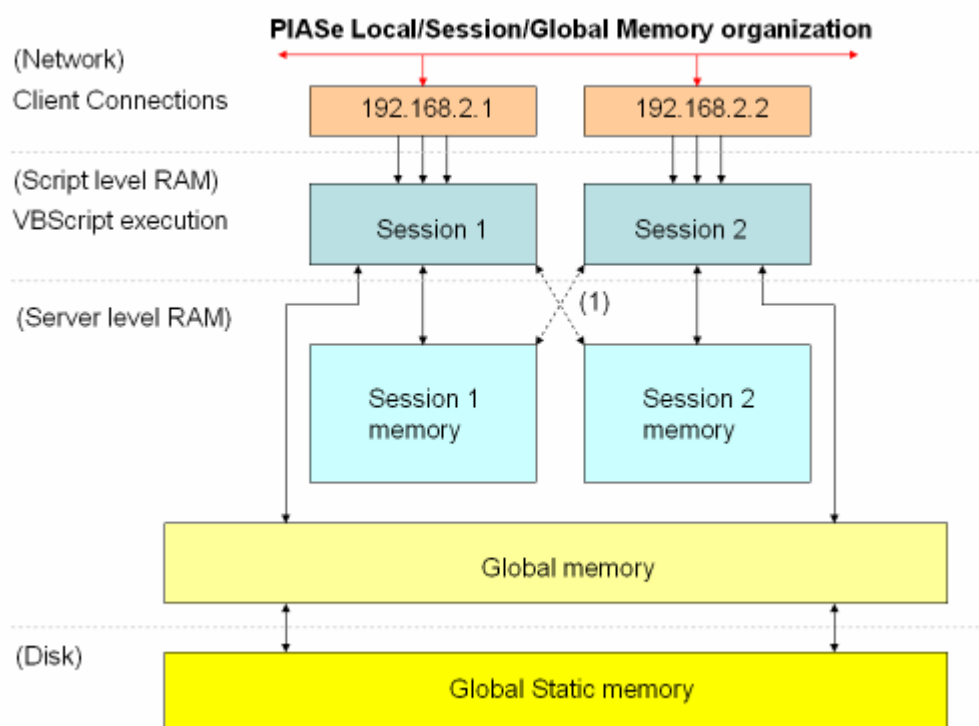 PIASe Local/Session/Global Memory organization
(Network)
Client Connections
192.168.2.1
192.168.2.2
(Script level RAM)
VBScript execution
Session 1
Session 2
(Server level RAM)
(1)
Session 1
memory
Session 2
memory
Global memory
(Disk)
Global Static memory